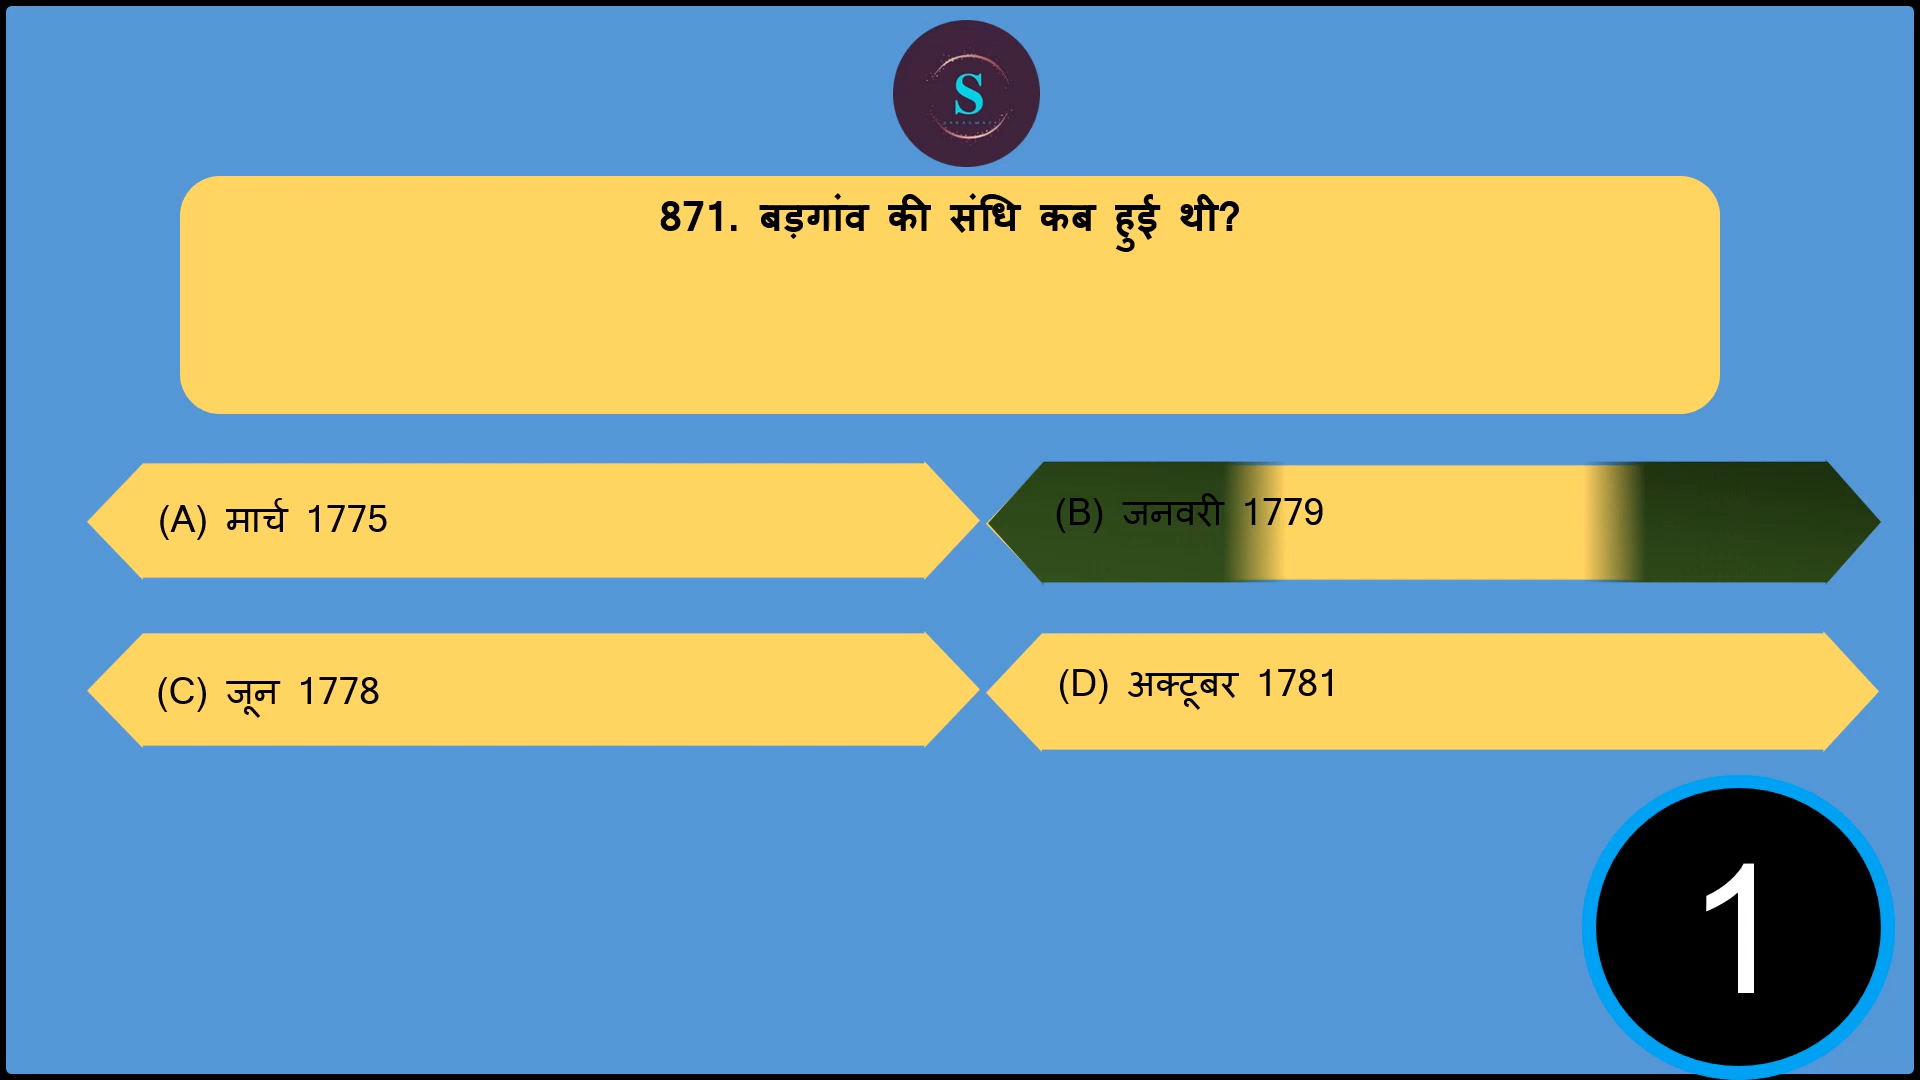 S
871. बड़गांव की संधि कब हुई थी?
(A) मार्च 1775
(B) जनवरी 1779
(C) जून 1778
(D) अक्टूबर 1781
1